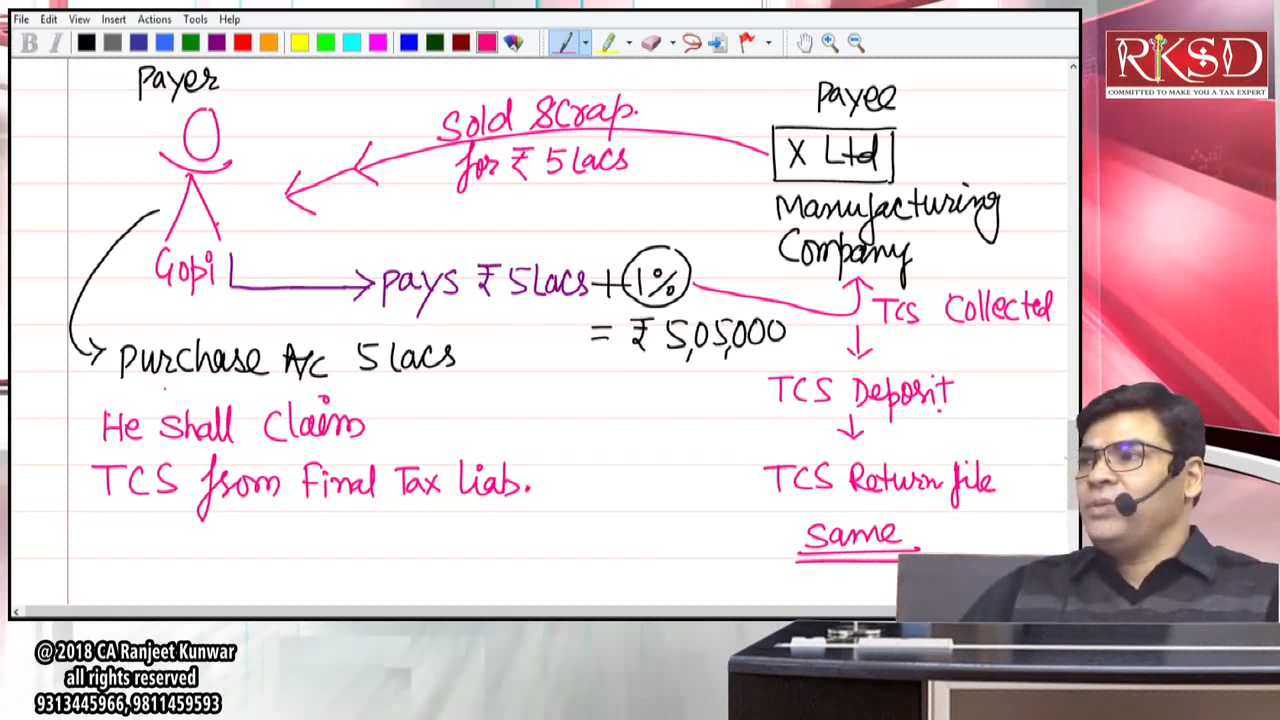 File Edit View Insert Actions Tools Help
B I
RKSD
COMMITTED TO MAKE YOU A TAX EXPERT
Payer
Payee
Sold Scrap.
for ₹ 5 lacs
X Ltd
Manufacturing
Company
Gopi
pays ₹ 5 lacs + 1%
= ₹ 5,05,000
TCS Collected
Purchase A/c 5 lacs
TCS Deposit
He shall Claim
TCS from Final Tax Liab.
TCS Return file
Same
@ 2018 CA Ranjeet Kunwar
all rights reserved
9313445966, 9811459593